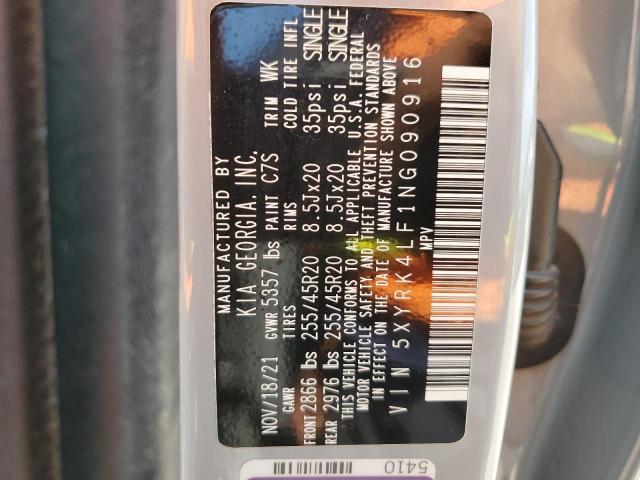 MANUFACTURED BY
KIA GEORGIA, INC.
NOV/18/21 GVWR 5357 lbs PAINT C7S TRIM WK
GAWR TIRES RIMS COLD TIRE INFL
FRONT 2866 lbs 255/45R20 8.5Jx20 35psi SINGLE
REAR 2976 lbs 255/45R20 8.5Jx20 35psi SINGLE
THIS VEHICLE CONFORMS TO ALL APPLICABLE U.S.A. FEDERAL
MOTOR VEHICLE SAFETY AND THEFT PREVENTION STANDARDS
IN EFFECT ON THE DATE OF MANUFACTURE SHOWN ABOVE
VIN 5XYRK4LF1NG090916
MPV
5410